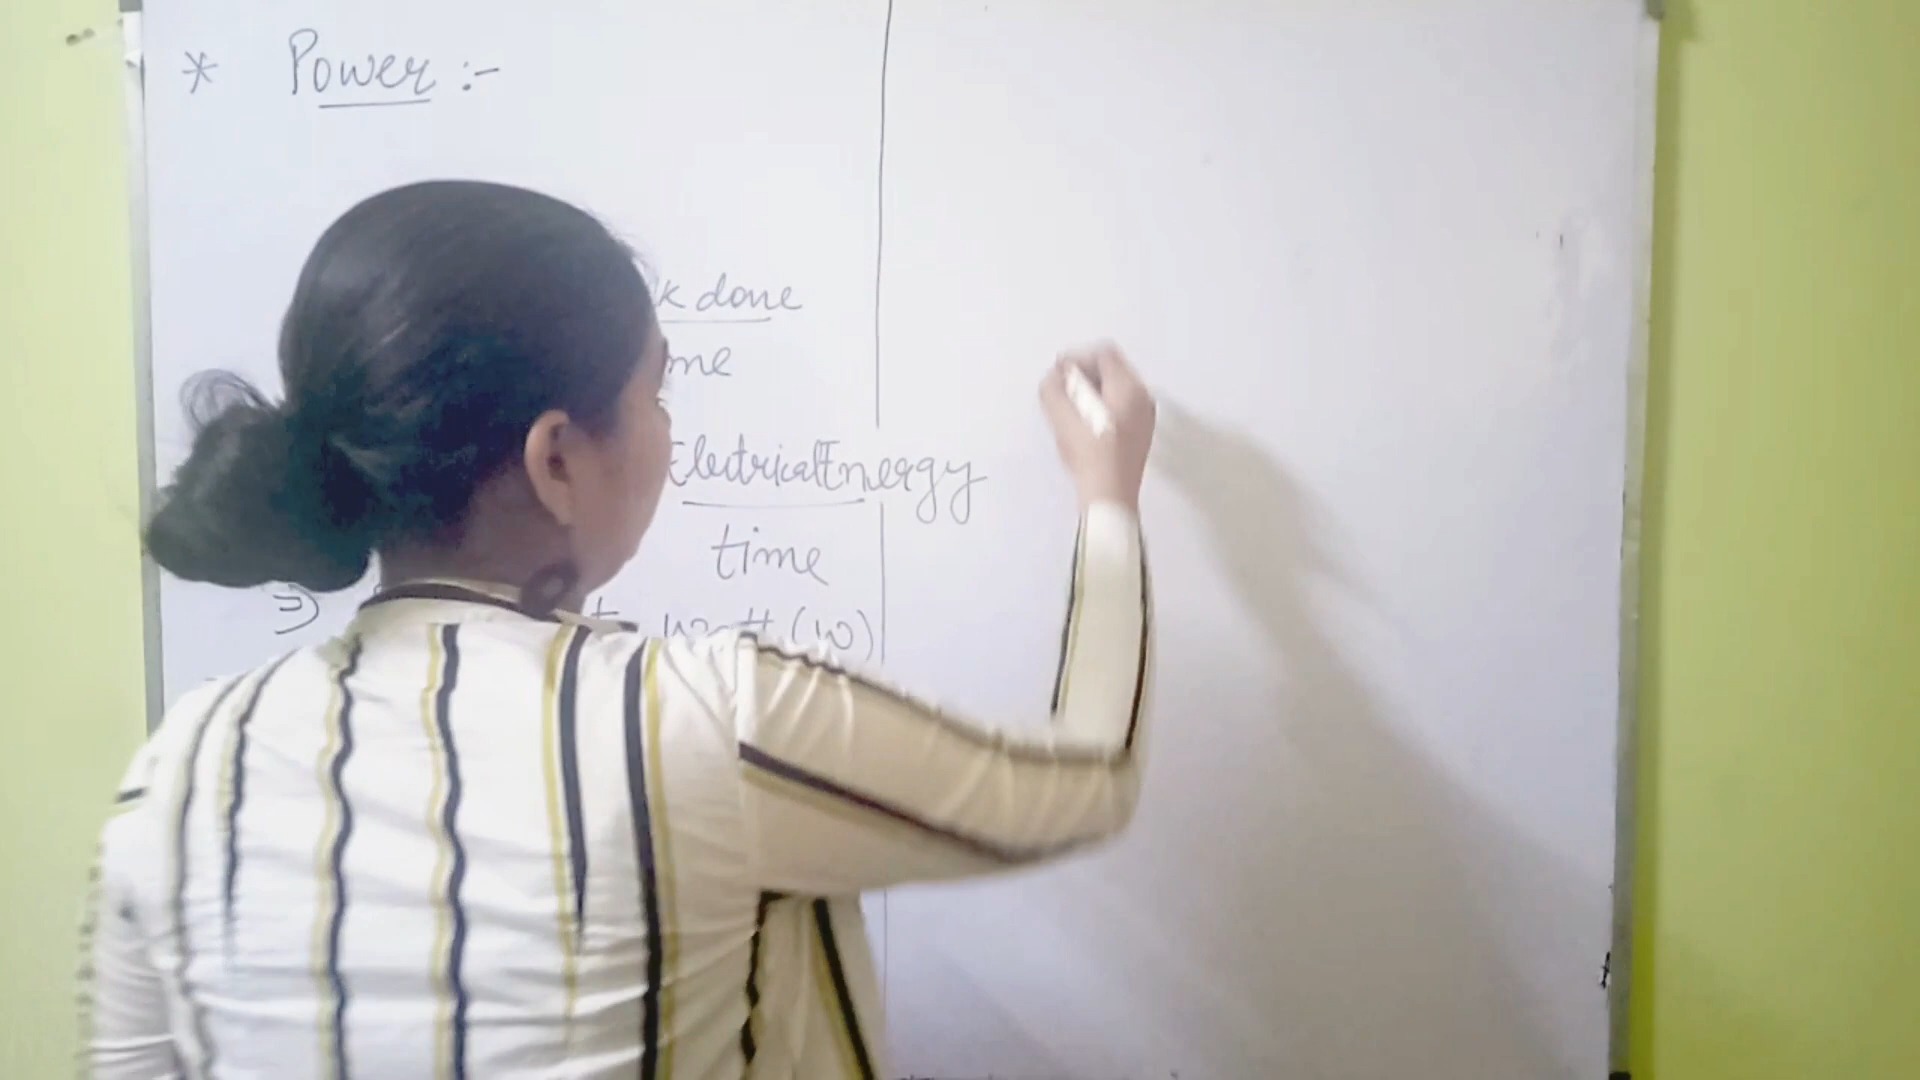 * Power :-
k done
me
Electrical Energy
time
⇒ watt (W)